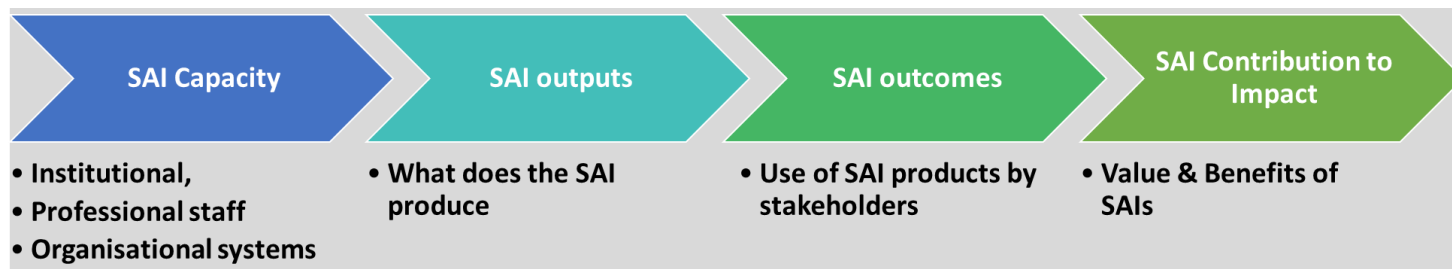 SAI Capacity
• Institutional,
• Professional staff
• Organisational systems
SAI outputs
• What does the SAI
produce
SAI outcomes
• Use of SAI products by
stakeholders
SAI Contribution to
Impact
• Value & Benefits of
SAIs